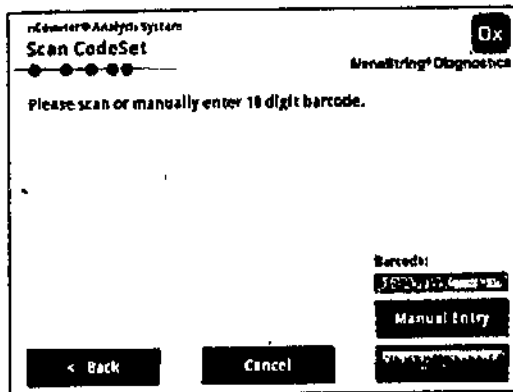 nCounter® Analysis System
Scan CodeSet
Dx
NanoString® Diagnostics
Please scan or manually enter 18 digit barcode.
Barcode:
Manual Entry
< Back
Cancel